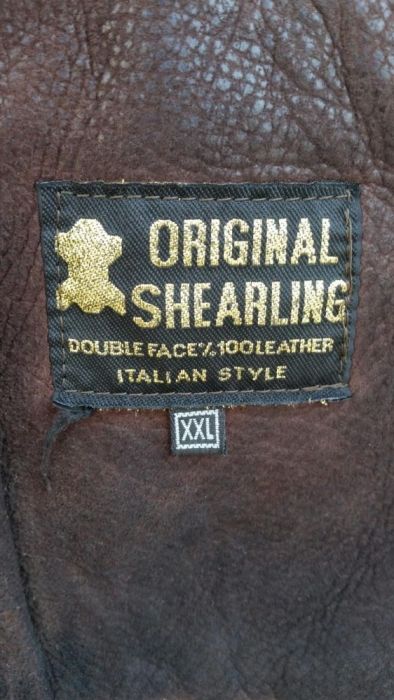 ORIGINAL
SHEARLING
DOUBLE FACE%100LEATHER
ITALIAN STYLE
XXL